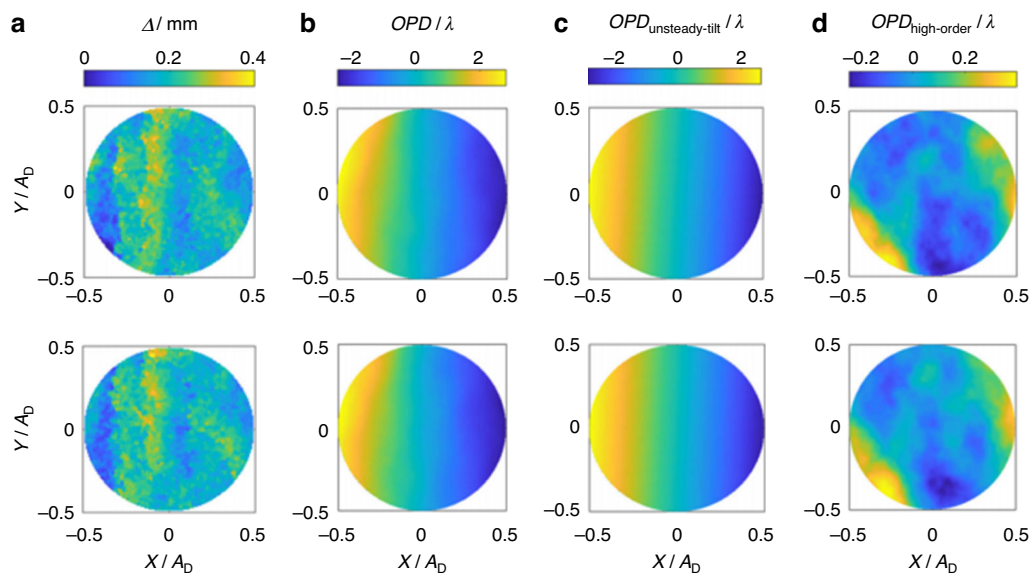 a Δ / mm b OPD / λ c OPD_unsteady-tilt / λ d OPD_high-order / λ
0 0.2 0.4 −2 0 2 −2 0 2 −0.2 0 0.2
0.5 0.5 0.5 0.5
Y / A_D 0 0 0 0
−0.5 −0.5 −0.5 −0.5
−0.5 0 0.5 −0.5 0 0.5 −0.5 0 0.5 −0.5 0 0.5
0.5 0.5 0.5 0.5
Y / A_D 0 0 0 0
−0.5 −0.5 −0.5 −0.5
−0.5 0 0.5 −0.5 0 0.5 −0.5 0 0.5 −0.5 0 0.5
X / A_D X / A_D X / A_D X / A_D